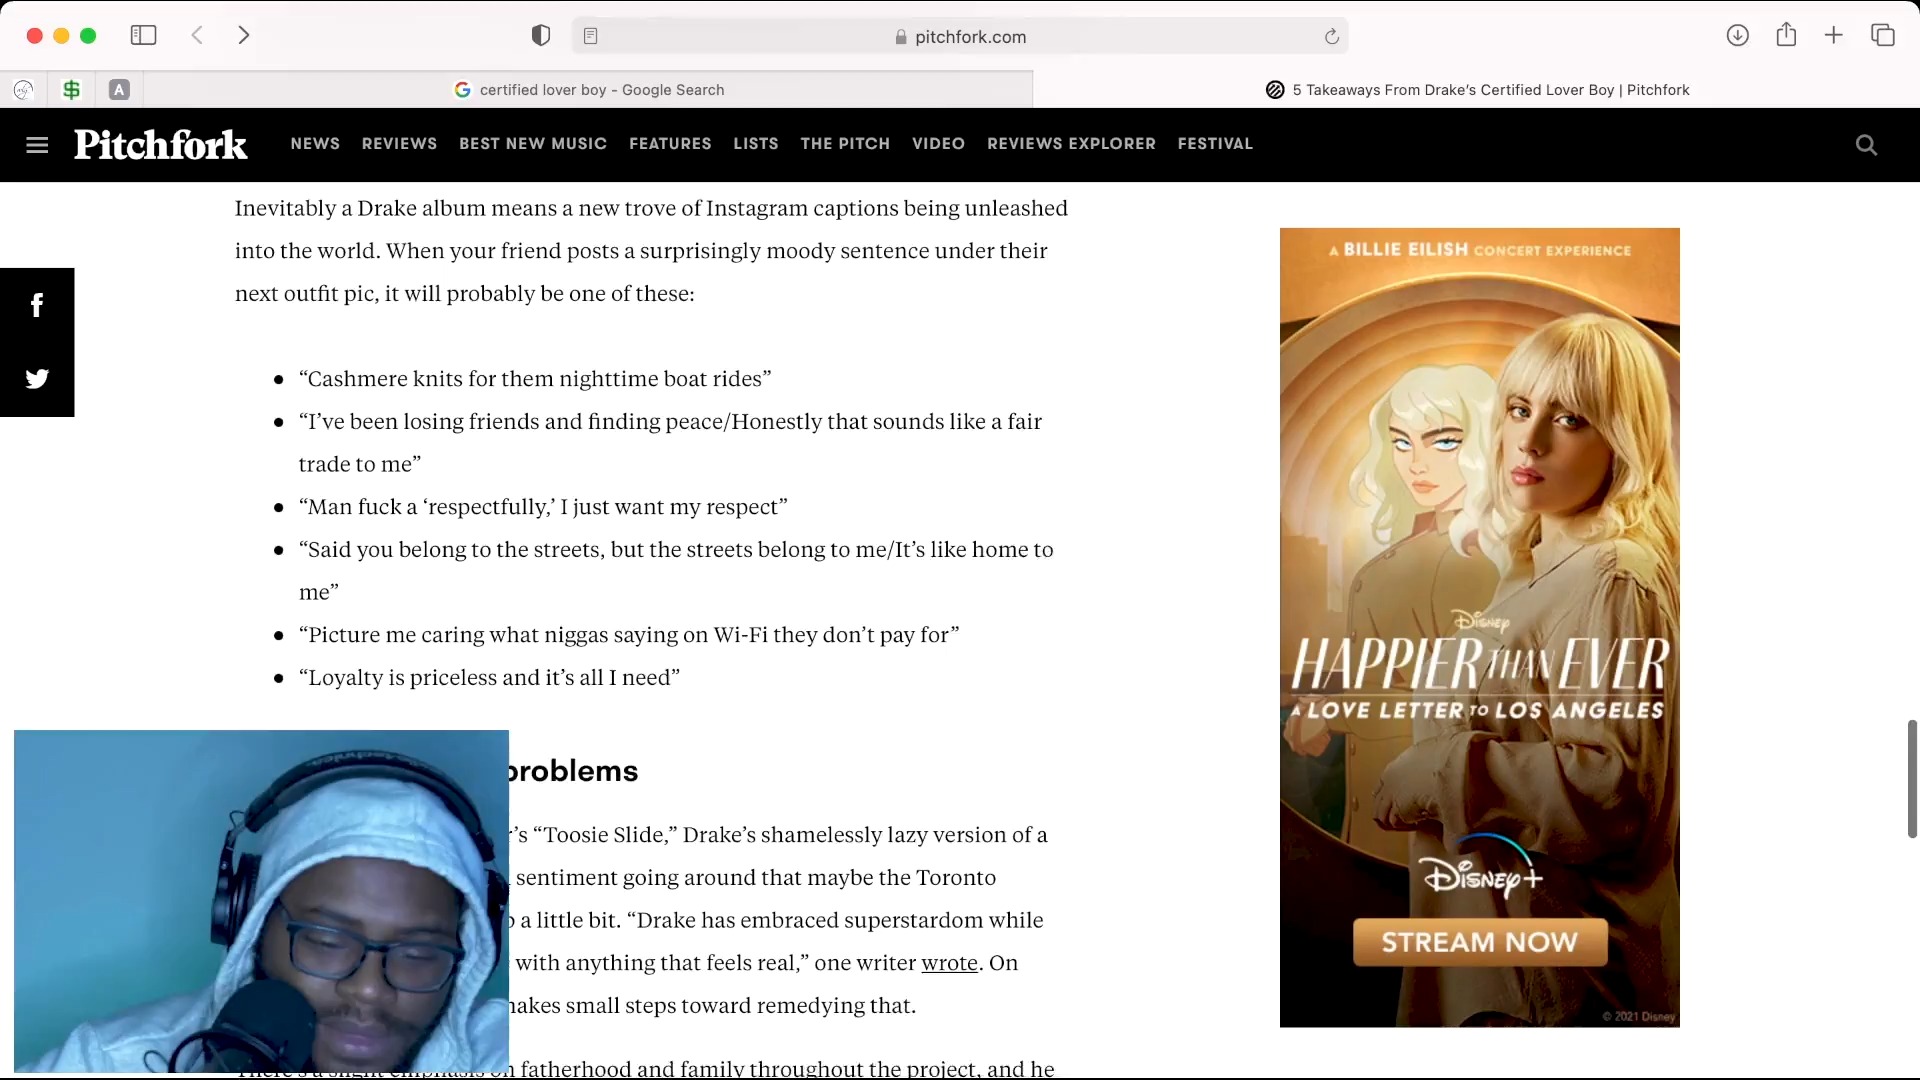 pitchfork.com
A
certified lover boy - Google Search
5 Takeaways From Drake's Certified Lover Boy | Pitchfork
Pitchfork
NEWS REVIEWS BEST NEW MUSIC FEATURES LISTS THE PITCH VIDEO REVIEWS EXPLORER FESTIVAL
Inevitably a Drake album means a new trove of Instagram captions being unleashed
into the world. When your friend posts a surprisingly moody sentence under their
next outfit pic, it will probably be one of these:
“Cashmere knits for them nighttime boat rides”
“I’ve been losing friends and finding peace/Honestly that sounds like a fair
trade to me”
“Man fuck a ‘respectfully,’ I just want my respect”
“Said you belong to the streets, but the streets belong to me/It’s like home to
me”
“Picture me caring what niggas saying on Wi-Fi they don’t pay for”
“Loyalty is priceless and it’s all I need”
problems
’s “Toosie Slide,” Drake’s shamelessly lazy version of a
sentiment going around that maybe the Toronto
a little bit. “Drake has embraced superstardom while
with anything that feels real,” one writer wrote. On
makes small steps toward remedying that.
fatherhood and family throughout the project, and he
A BILLIE EILISH CONCERT EXPERIENCE
Disney
HAPPIER THAN EVER
A LOVE LETTER TO LOS ANGELES
Disney+
STREAM NOW
© 2021 Disney